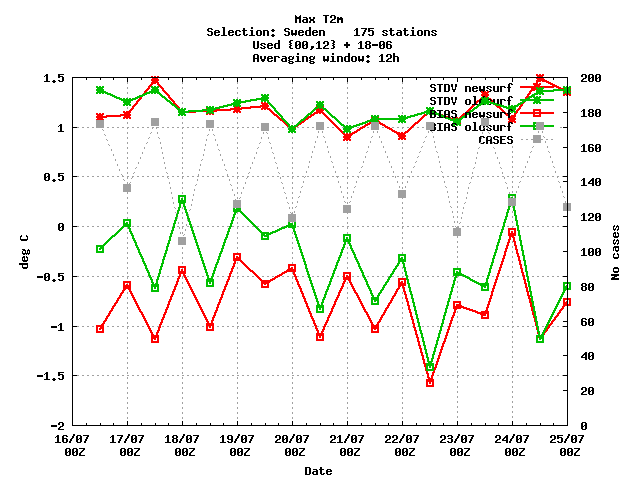 Max T2m
Selection: Sweden    175 stations
Used {00,12} + 18-06
Averaging window: 12h
1.5
1
0.5
0
-0.5
-1
-1.5
-2
deg C
200
180
160
140
120
100
80
60
40
20
0
No cases
STDV newsurf
STDV oldsurf
BIAS newsurf
BIAS oldsurf
CASES
16/07 17/07 18/07 19/07 20/07 21/07 22/07 23/07 24/07 25/07
00Z 00Z 00Z 00Z 00Z 00Z 00Z 00Z 00Z 00Z
Date